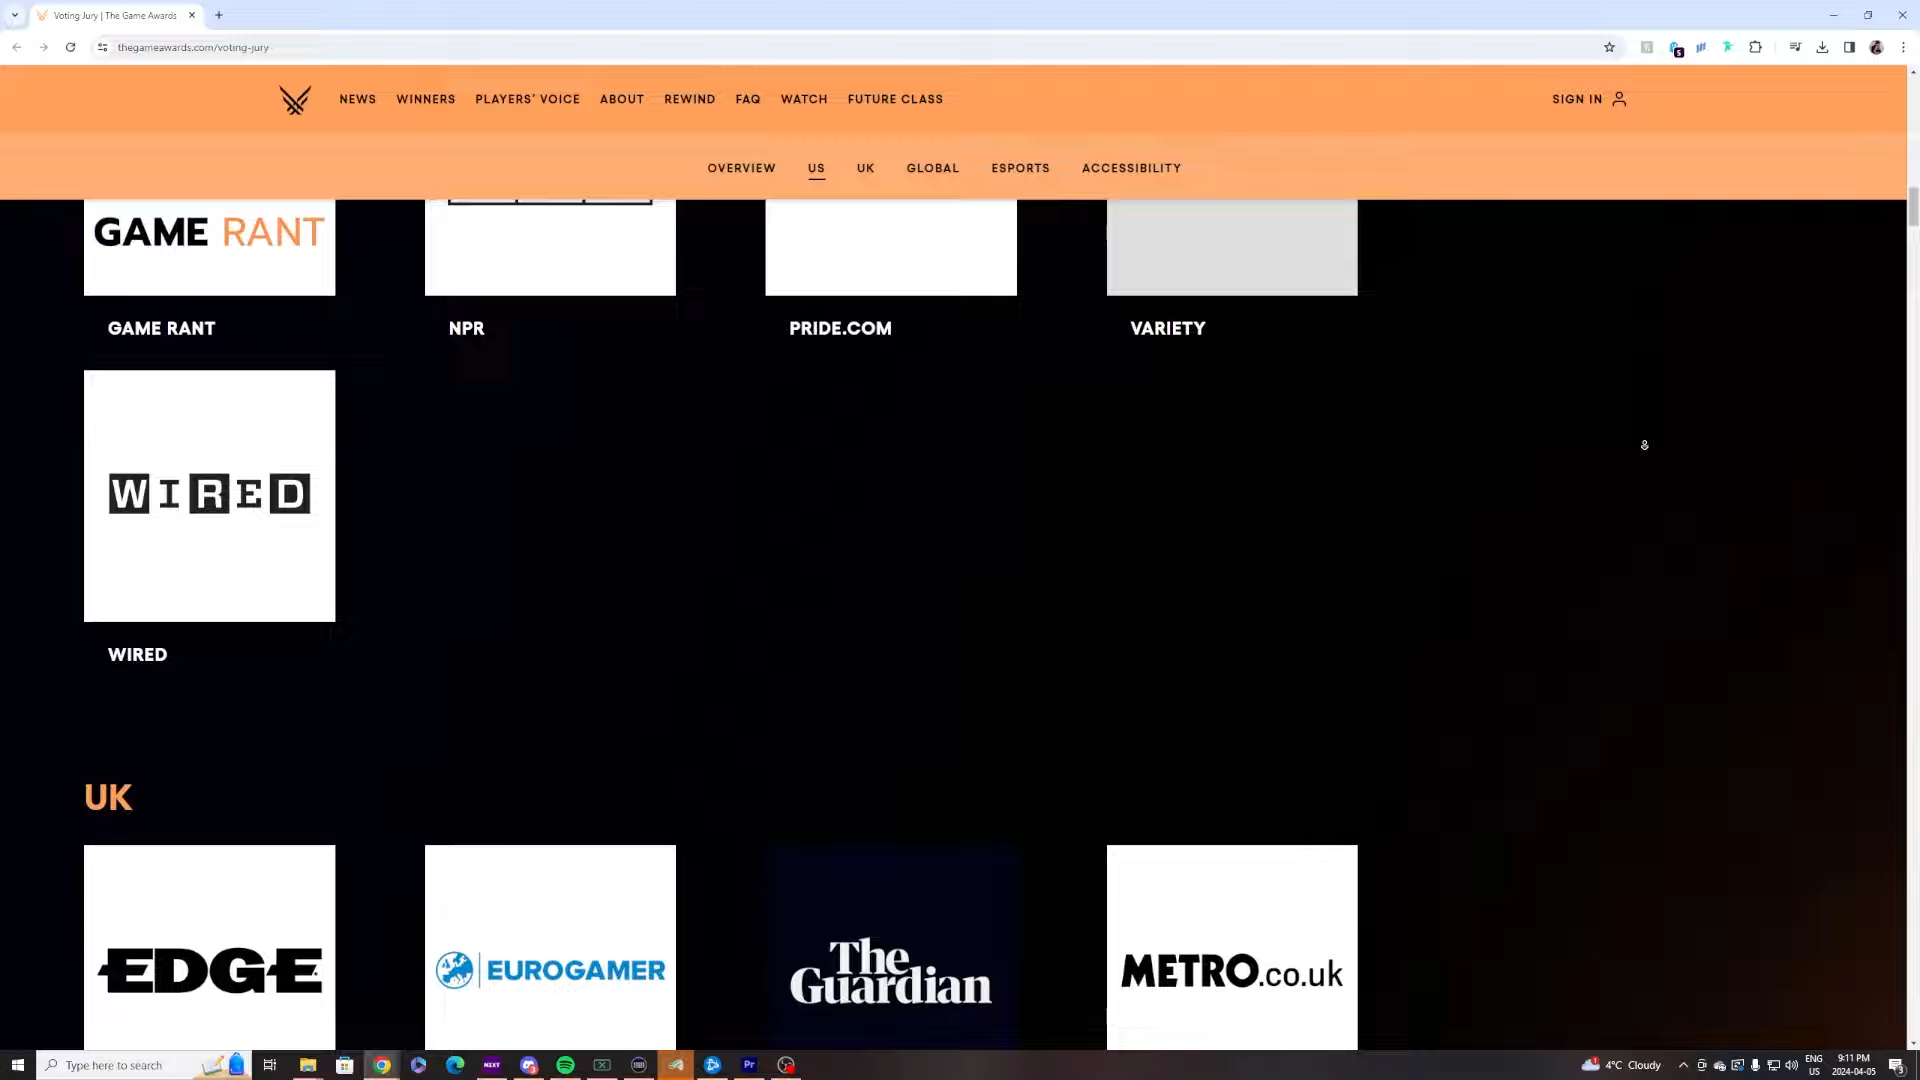 Voting Jury | The Game Awards
thegameawards.com/voting-jury
NEWS WINNERS PLAYERS' VOICE ABOUT REWIND FAQ WATCH FUTURE CLASS SIGN IN
OVERVIEW US UK GLOBAL ESPORTS ACCESSIBILITY
GAME RANT
GAME RANT NPR PRIDE.COM VARIETY
WIRED
WIRED
UK
EDGE EUROGAMER The Guardian METRO.co.uk
Type here to search NEXT Pr 4°C Cloudy ENG US 9:11 PM 2024-04-05